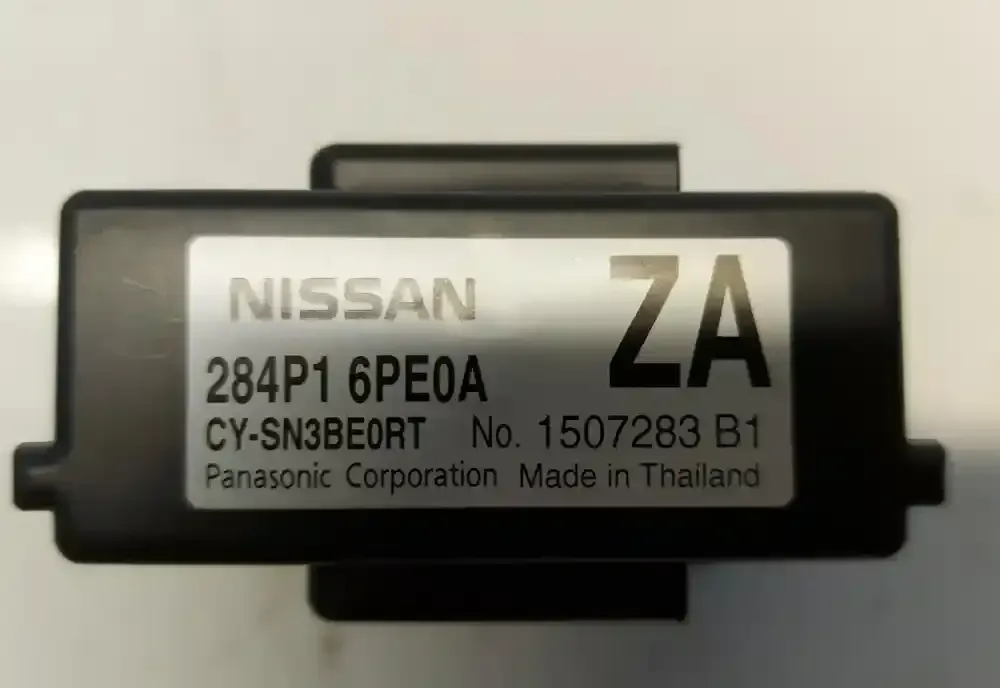 NISSAN ZA
284P1 6PE0A
CY-SN3BE0RT No. 1507283 B1
Panasonic Corporation Made in Thailand